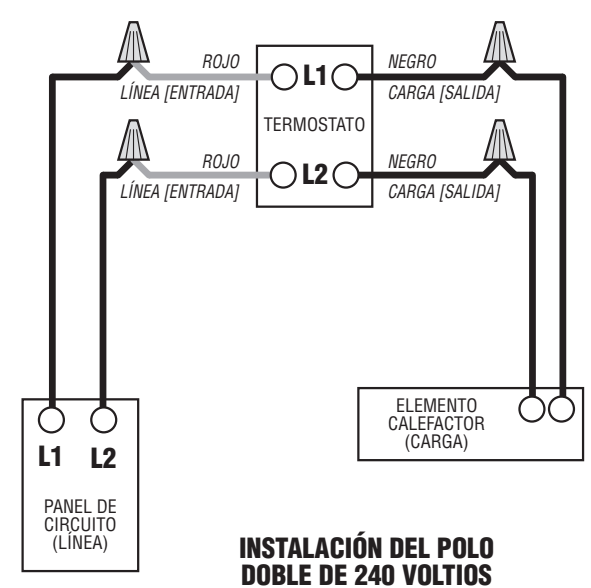 ROJO
LÍNEA [ENTRADA]
L1
NEGRO
CARGA [SALIDA]
TERMOSTATO
ROJO
LÍNEA [ENTRADA]
L2
NEGRO
CARGA [SALIDA]
L1 L2
PANEL DE
CIRCUITO
(LÍNEA)
ELEMENTO
CALEFACTOR
(CARGA)
INSTALACIÓN DEL POLO
DOBLE DE 240 VOLTIOS